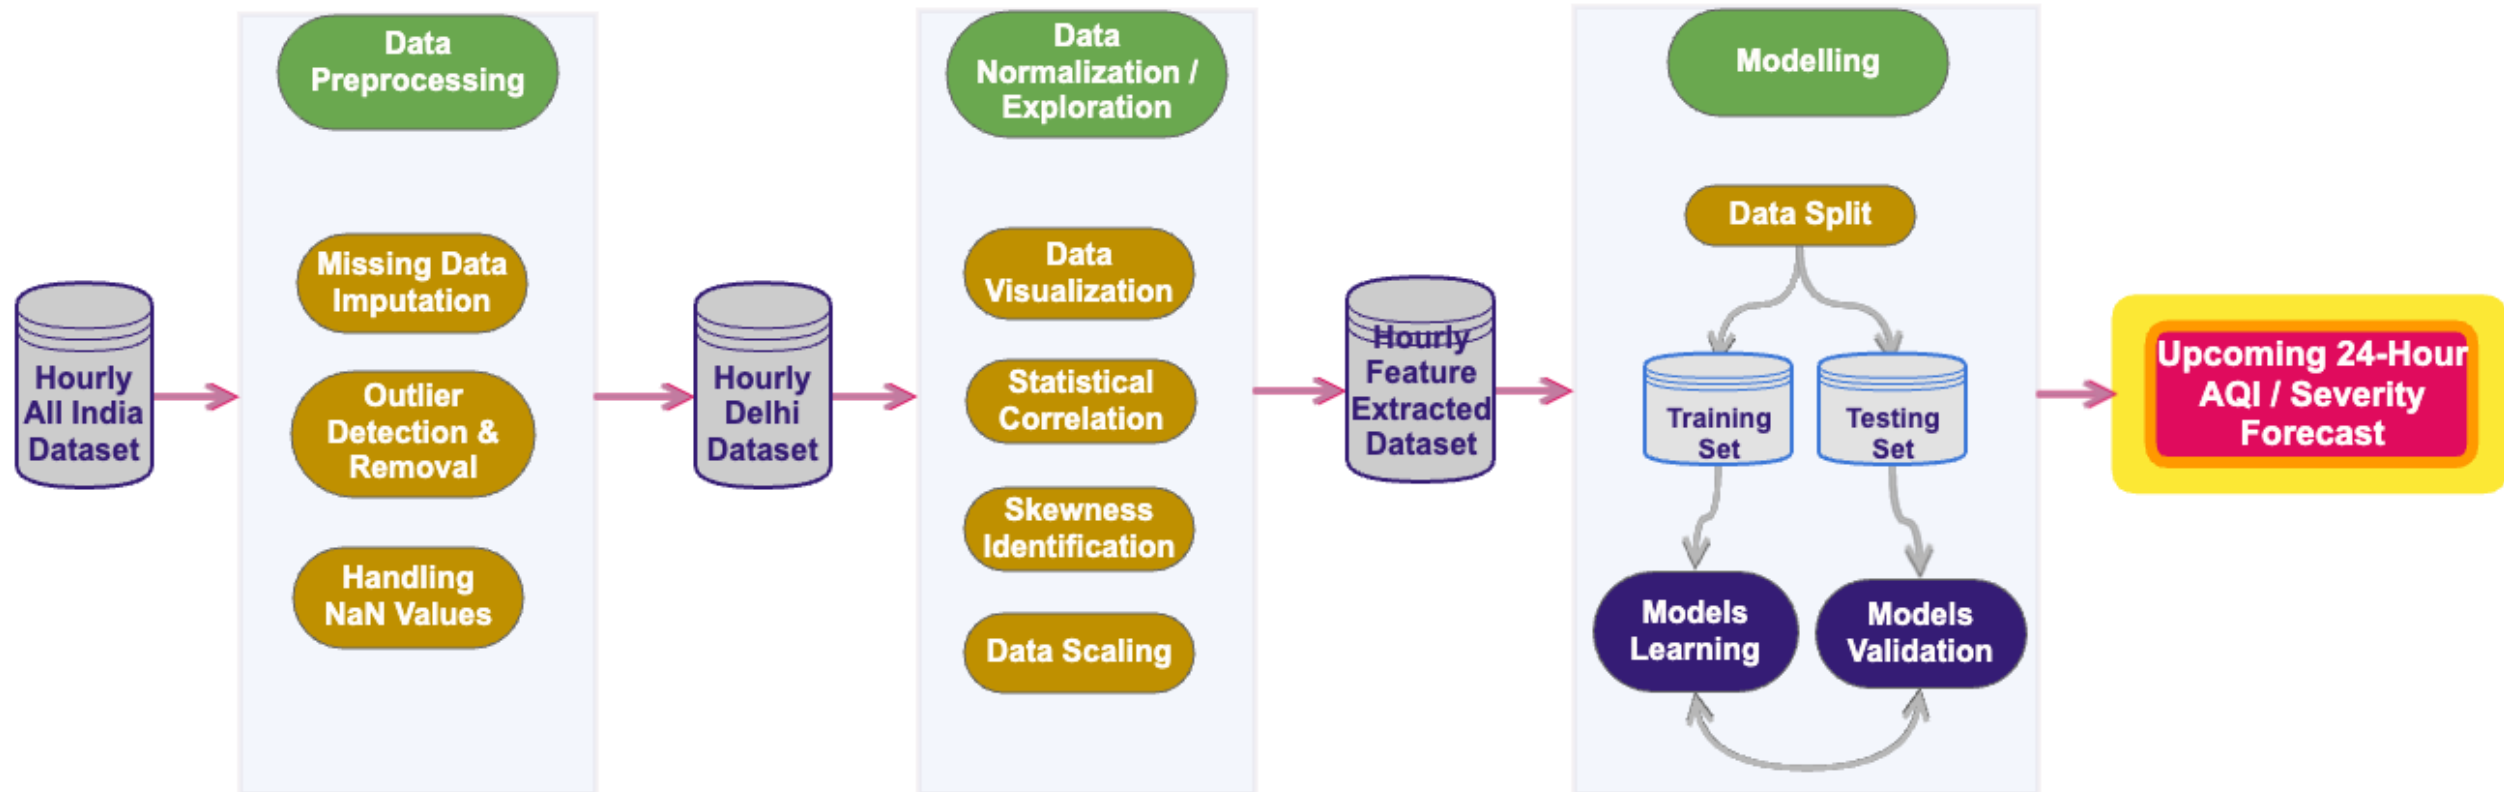 Hourly
All India
Dataset
Data
Preprocessing
Missing Data
Imputation
Outlier
Detection &
Removal
Handling
NaN Values
Hourly
Delhi
Dataset
Data
Normalization /
Exploration
Data
Visualization
Statistical
Correlation
Skewness
Identification
Data Scaling
Hourly
Feature
Extracted
Dataset
Modelling
Data Split
Training
Set
Testing
Set
Models
Learning
Models
Validation
Upcoming 24-Hour
AQI / Severity
Forecast